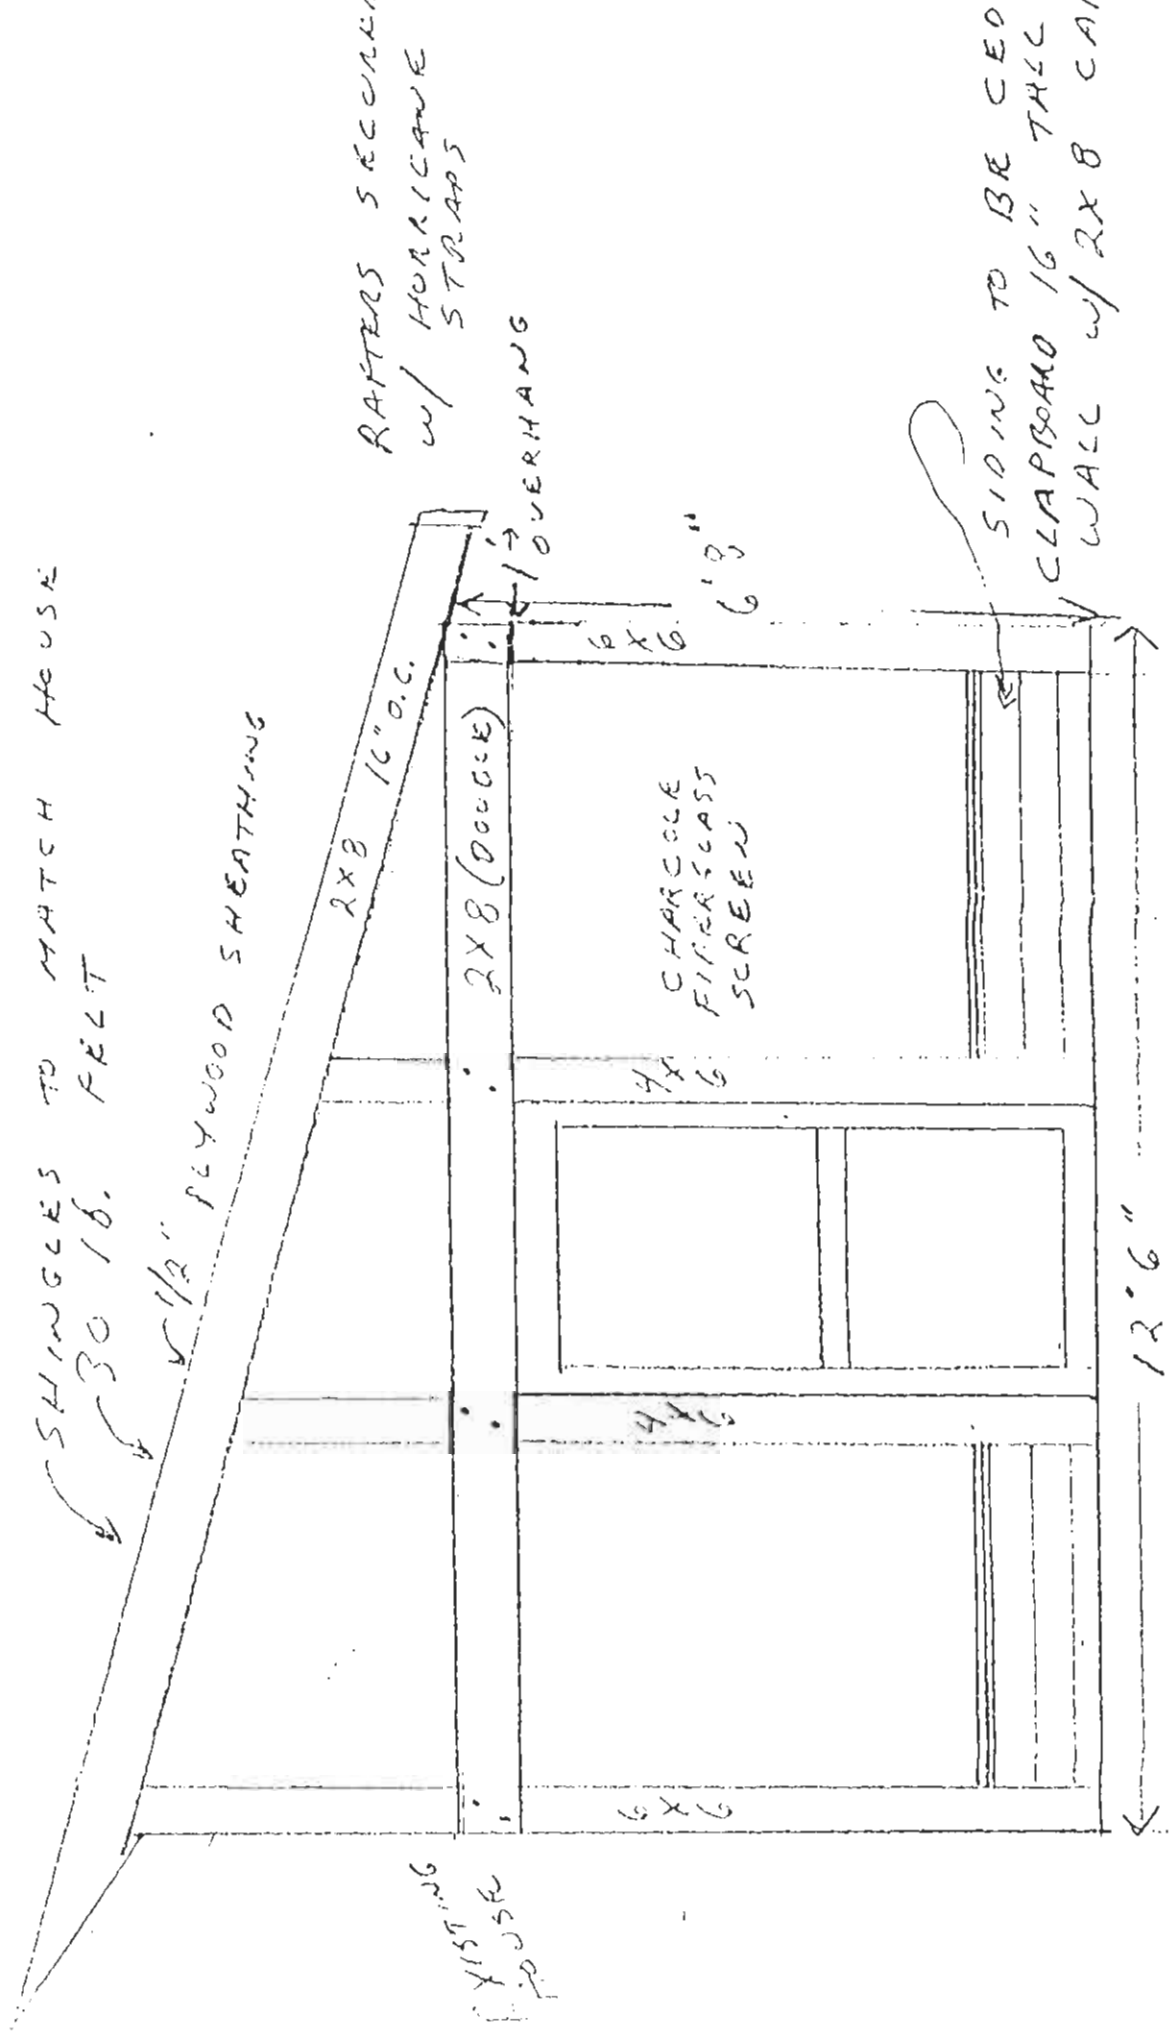 SHINGLES TO MATCH HOUSE
30 lb. FELT
1/2" PLYWOOD SHEATHING
2X8 16" O.C.
RAFTERS SECURE
w/ HURRICANE
STRAPS
1'
OVERHANG
2X8 (DOUBLE)
EXISTING
HOUSE
6X6
4X6
4X6
6X6
6'8"
CHARCOLE
FIBERGLASS
SCREEN
SIDING TO BE CED
CLAPBOARD 16" TALL
WALL w/ 2X8 CA
12'6"